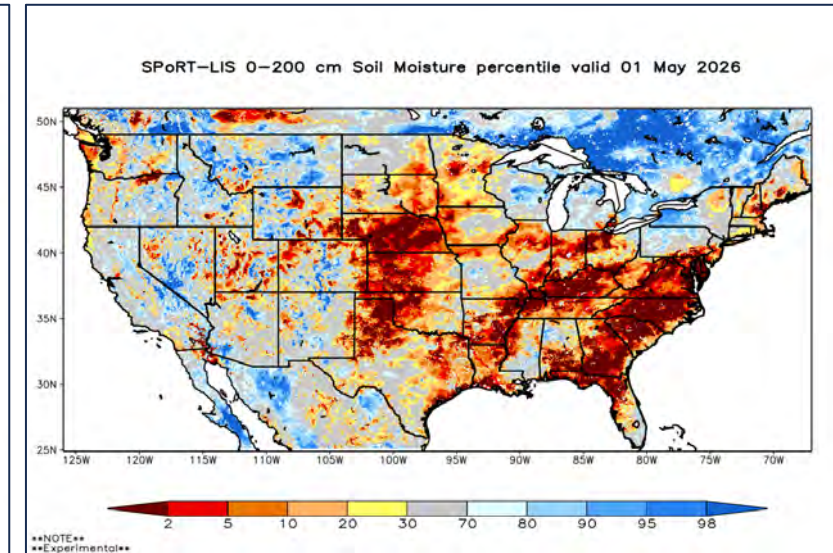 SPoRT-LIS 0-200 cm Soil Moisture percentile valid 01 May 2026
50N
45N
40N
35N
30N
25N
125W 120W 115W 110W 105W 100W 95W 90W 85W 80W 75W 70W
2 5 10 20 30 70 80 90 95 98
**NOTE**
**Experimental**